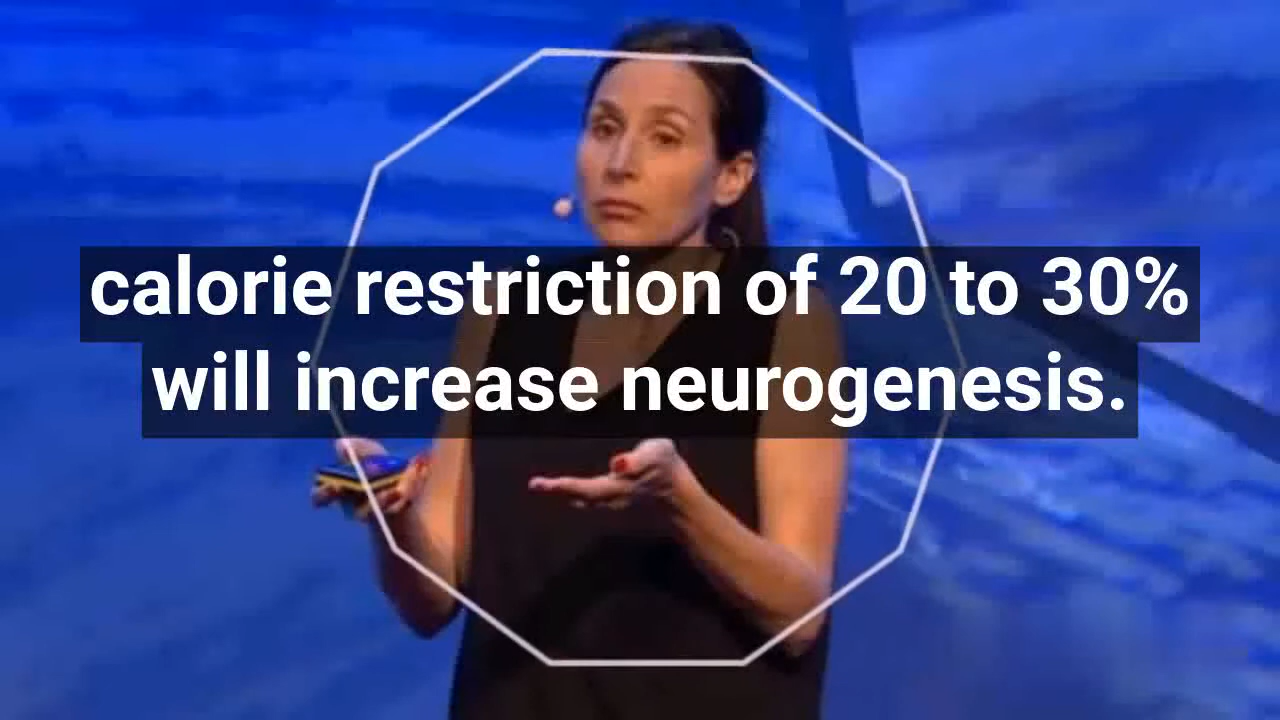 calorie restriction of 20 to 30%
will increase neurogenesis.